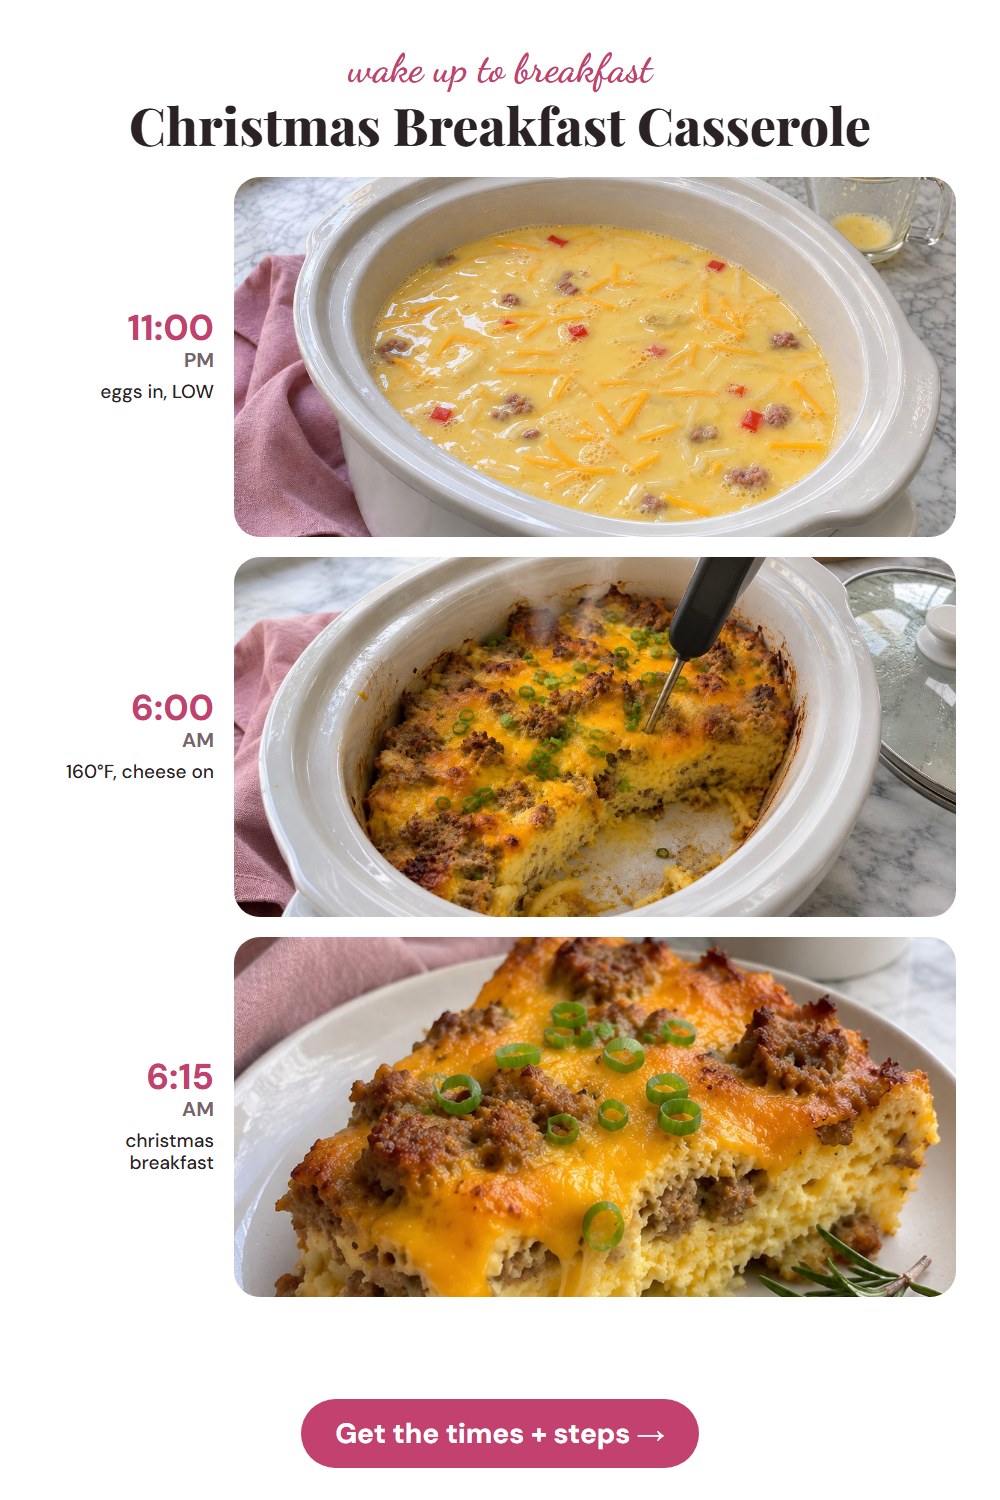 wake up to breakfast
Christmas Breakfast Casserole
11:00
PM
eggs in, LOW
6:00
AM
160°F, cheese on
6:15
AM
christmas
breakfast
Get the times + steps →